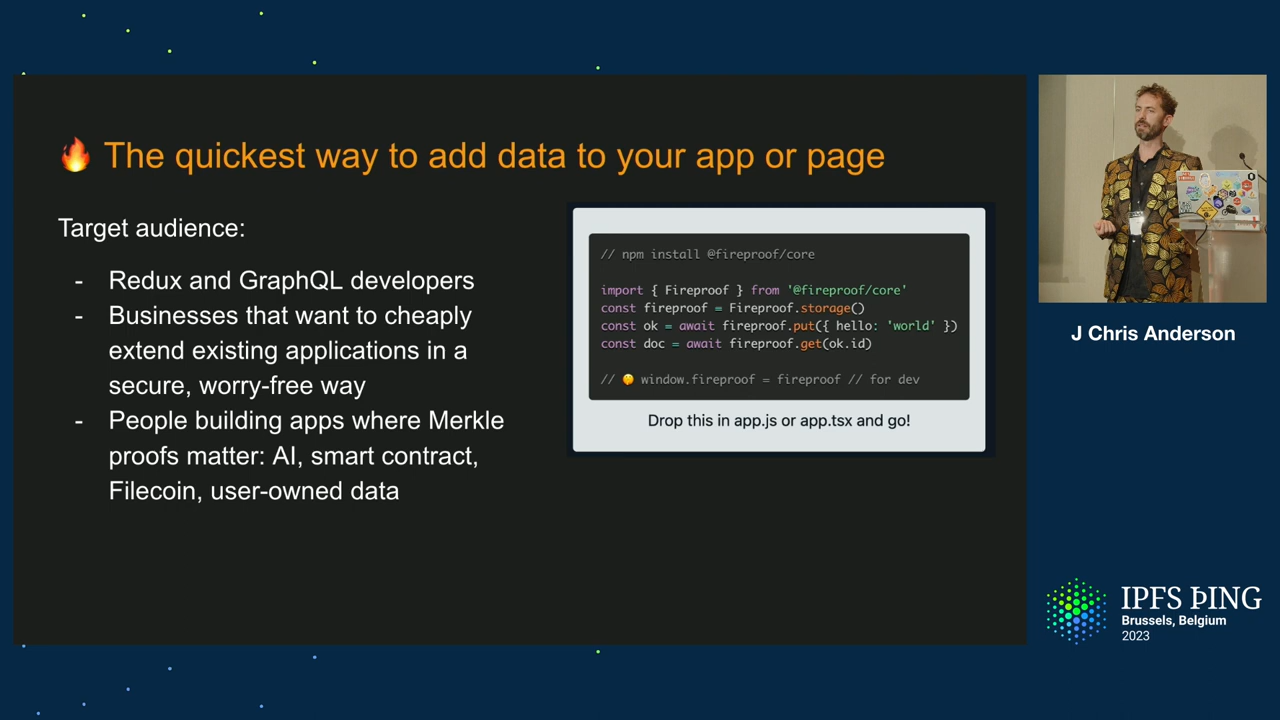 🔥 The quickest way to add data to your app or page
Target audience:
- Redux and GraphQL developers
- Businesses that want to cheaply
extend existing applications in a
secure, worry-free way
- People building apps where Merkle
proofs matter: AI, smart contract,
Filecoin, user-owned data
// npm install @fireproof/core
import { Fireproof } from '@fireproof/core'
const fireproof = Fireproof.storage()
const ok = await fireproof.put({ hello: 'world' })
const doc = await fireproof.get(ok.id)
// 🤫 window.fireproof = fireproof // for dev
Drop this in app.js or app.tsx and go!
J Chris Anderson
IPFS ÞING
Brussels, Belgium
2023